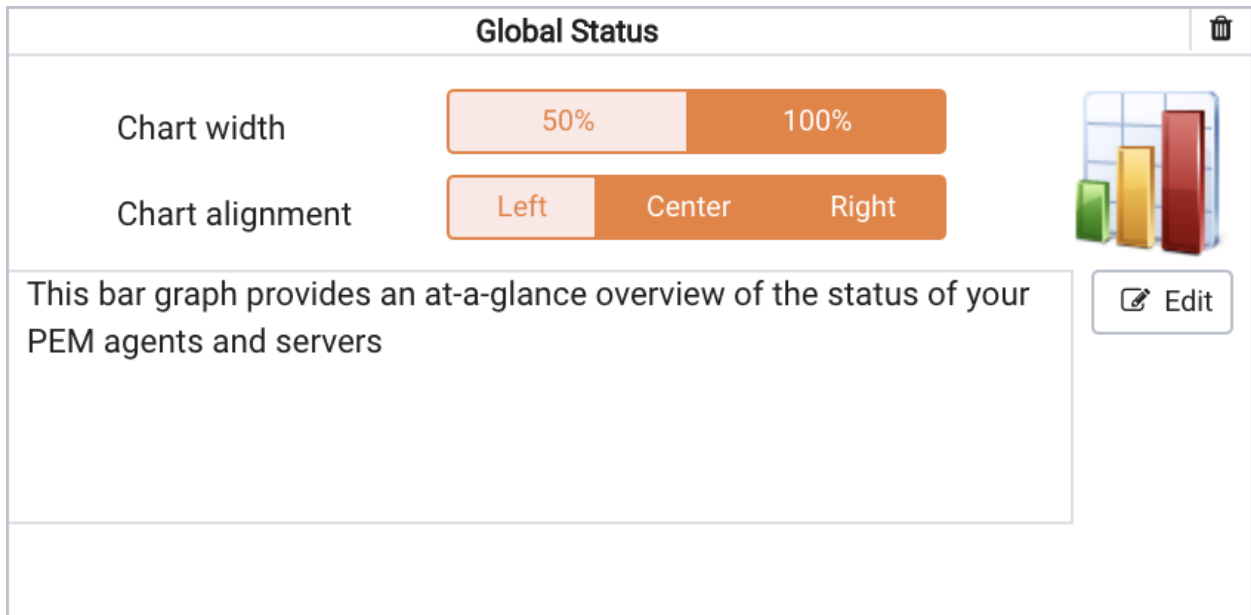 Global Status
Chart width
50% 100%
Chart alignment
Left Center Right
This bar graph provides an at-a-glance overview of the status of your
PEM agents and servers
Edit